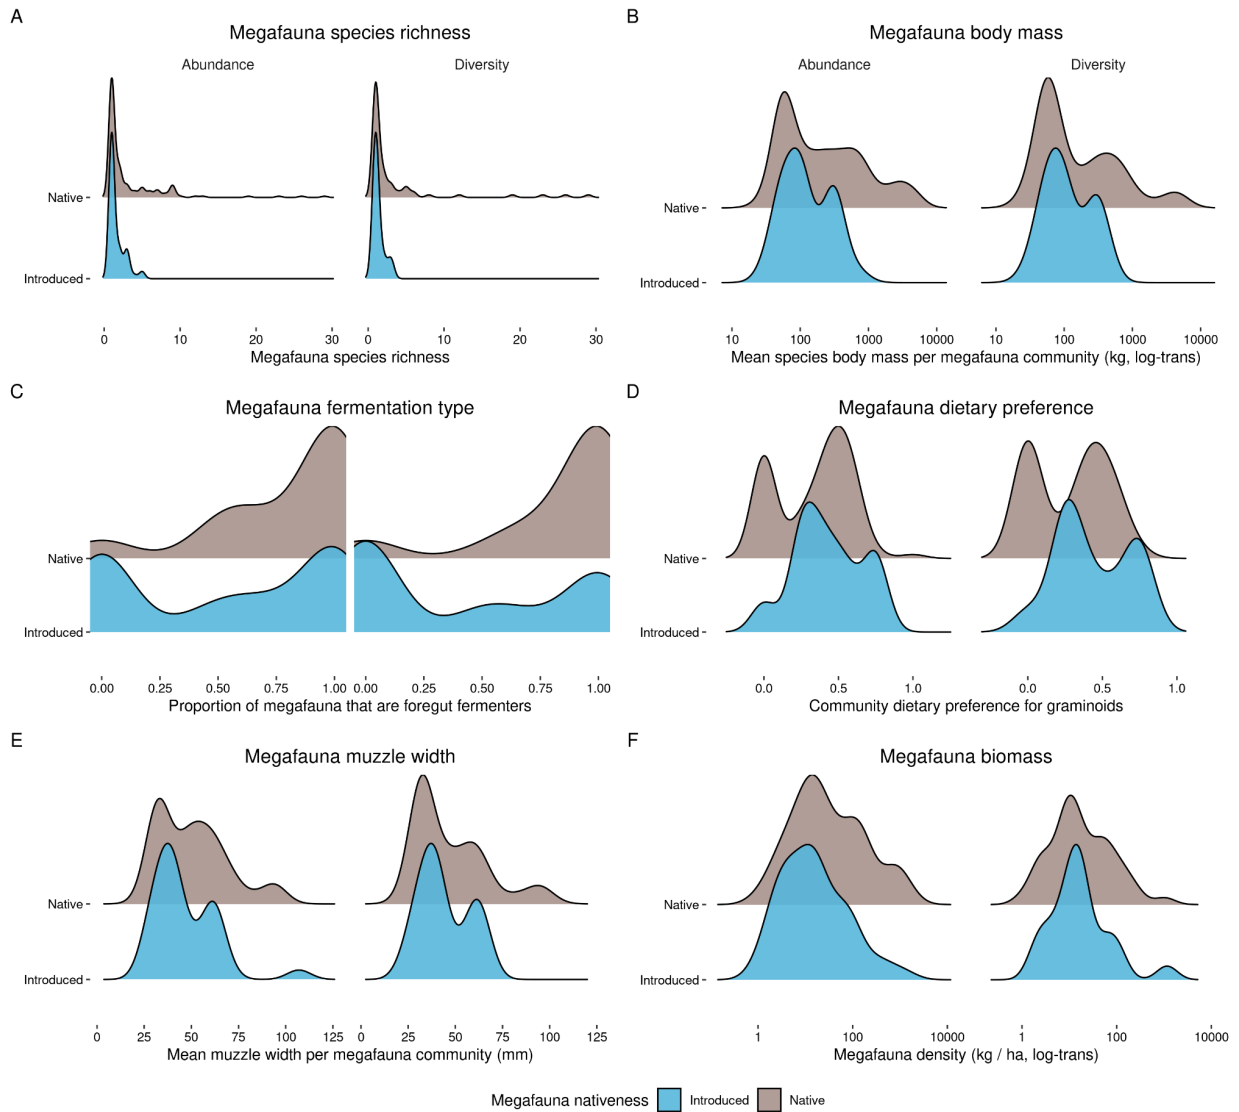 A
Megafauna species richness
Abundance
Diversity
Native
Introduced
0 10 20 30
0 10 20 30
Megafauna species richness
B
Megafauna body mass
Abundance
Diversity
Native
Introduced
10 100 1000 10000
10 100 1000 10000
Mean species body mass per megafauna community (kg, log-trans)
C
Megafauna fermentation type
Native
Introduced
0.00 0.25 0.50 0.75 1.00
0.00 0.25 0.50 0.75 1.00
Proportion of megafauna that are foregut fermenters
D
Megafauna dietary preference
Native
Introduced
0.0 0.5 1.0
0.0 0.5 1.0
Community dietary preference for graminoids
E
Megafauna muzzle width
Native
Introduced
0 25 50 75 100 125
0 25 50 75 100 125
Mean muzzle width per megafauna community (mm)
F
Megafauna biomass
Native
Introduced
1 100 10000
1 100 10000
Megafauna density (kg / ha, log-trans)
Megafauna nativeness Introduced Native